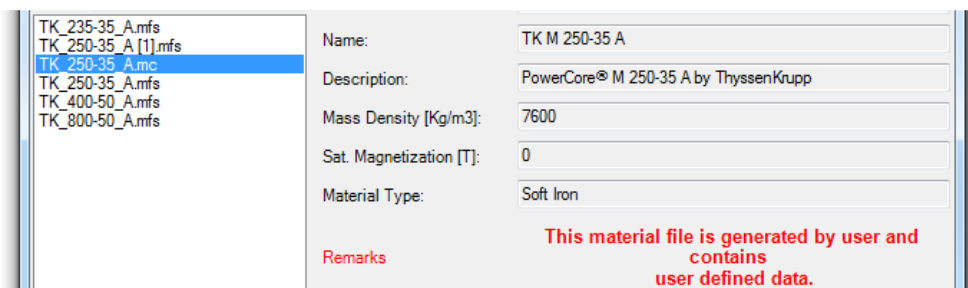 TK_235-35_A.mfs
TK_250-35_A [1].mfs
TK_250-35_A.mc
TK_250-35_A.mfs
TK_400-50_A.mfs
TK_800-50_A.mfs
Name: TK M 250-35 A
Description: PowerCore® M 250-35 A by ThyssenKrupp
Mass Density [Kg/m3]: 7600
Sat. Magnetization [T]: 0
Material Type: Soft Iron
Remarks
This material file is generated by user and
contains
user defined data.